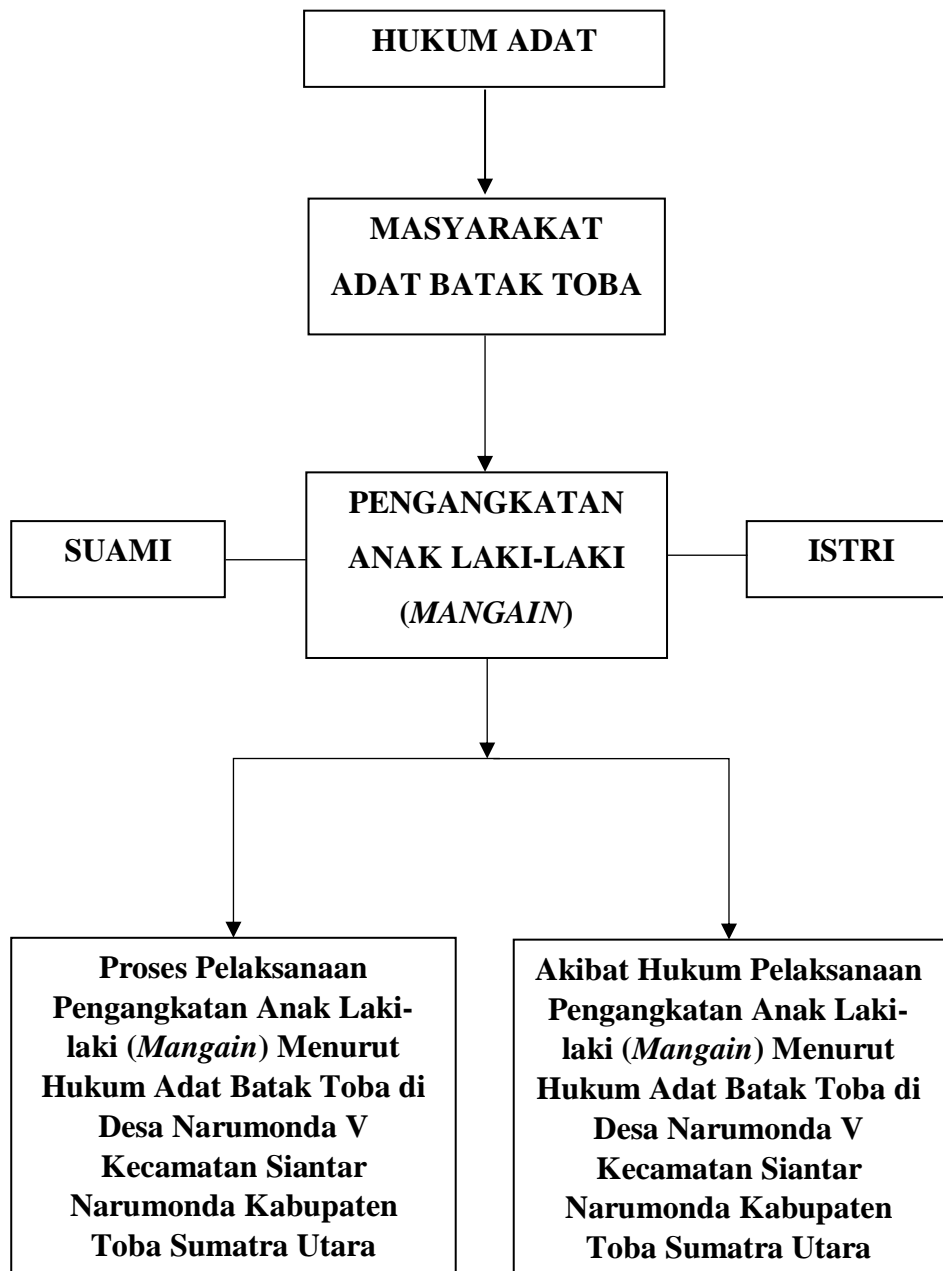 HUKUM ADAT
MASYARAKAT
ADAT BATAK TOBA
PENGANGKATAN
ANAK LAKI-LAKI
(MANGAIN)
SUAMI
ISTRI
Proses Pelaksanaan
Pengangkatan Anak Laki-
laki (Mangain) Menurut
Hukum Adat Batak Toba di
Desa Narumonda V
Kecamatan Siantar
Narumonda Kabupaten
Toba Sumatra Utara
Akibat Hukum Pelaksanaan
Pengangkatan Anak Laki-
laki (Mangain) Menurut
Hukum Adat Batak Toba di
Desa Narumonda V
Kecamatan Siantar
Narumonda Kabupaten
Toba Sumatra Utara